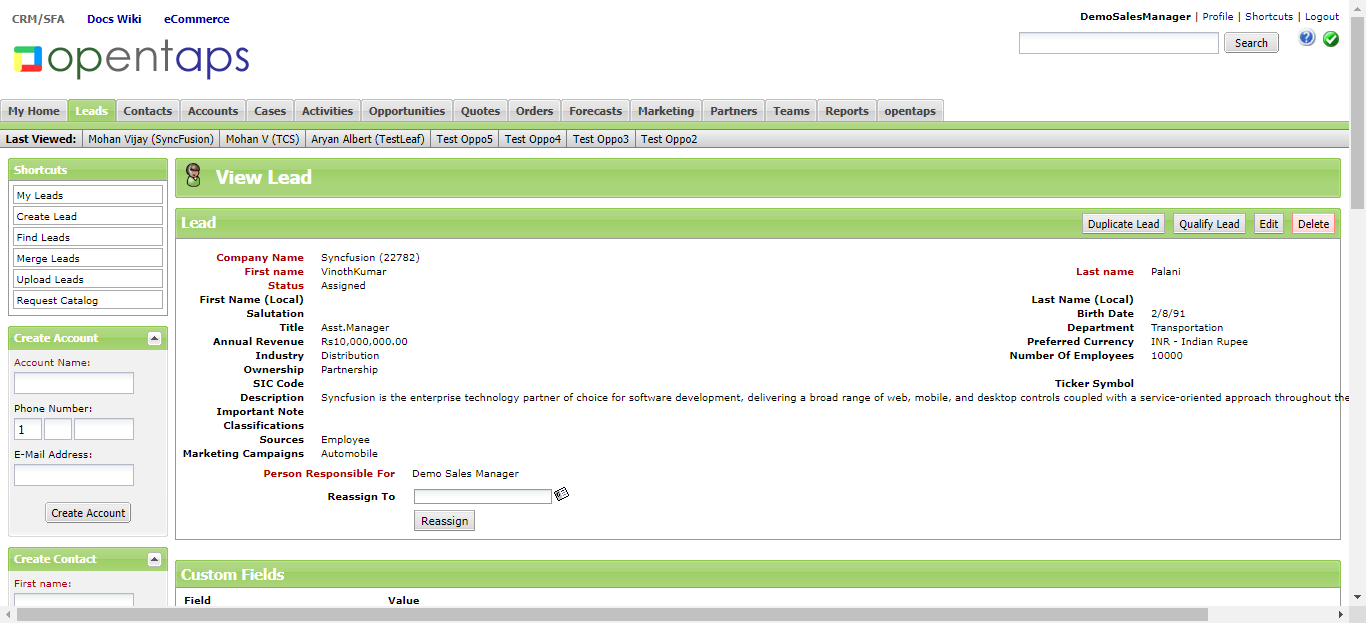 CRM/SFA Docs Wiki eCommerce
DemoSalesManager | Profile | Shortcuts | Logout
opentaps
Search
My Home Leads Contacts Accounts Cases Activities Opportunities Quotes Orders Forecasts Marketing Partners Teams Reports opentaps
Last Viewed: Mohan Vijay (SyncFusion) Mohan V (TCS) Aryan Albert (TestLeaf) Test Oppo5 Test Oppo4 Test Oppo3 Test Oppo2
Shortcuts
My Leads
Create Lead
Find Leads
Merge Leads
Upload Leads
Request Catalog
Create Account
Account Name:
Phone Number:
1
E-Mail Address:
Create Account
Create Contact
First name:
View Lead
Lead
Duplicate Lead Qualify Lead Edit Delete
Company Name Syncfusion (22782)
First name VinothKumar Last name Palani
Status Assigned
First Name (Local) Last Name (Local)
Salutation Birth Date 2/8/91
Title Asst.Manager Department Transportation
Annual Revenue Rs10,000,000.00 Preferred Currency INR - Indian Rupee
Industry Distribution Number Of Employees 10000
Ownership Partnership
SIC Code Ticker Symbol
Description Syncfusion is the enterprise technology partner of choice for software development, delivering a broad range of web, mobile, and desktop controls coupled with a service-oriented approach throughout the
Important Note
Classifications
Sources Employee
Marketing Campaigns Automobile
Person Responsible For Demo Sales Manager
Reassign To
Reassign
Custom Fields
Field Value